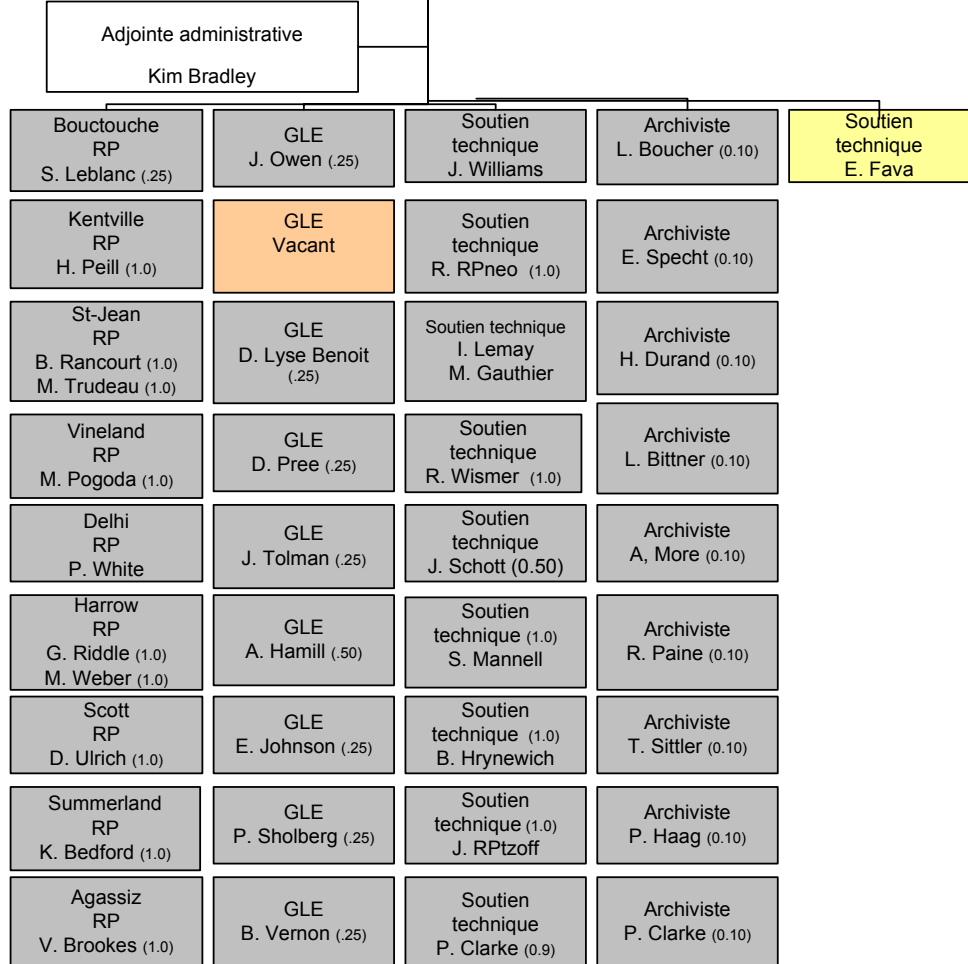 Adjointe administrative
Kim Bradley
Bouctouche
RP
S. Leblanc (.25)
GLE
J. Owen (.25)
Soutien
technique
J. Williams
Archiviste
L. Boucher (0.10)
Soutien
technique
E. Fava
Kentville
RP
H. Peill (1.0)
GLE
Vacant
Soutien
technique
R. RPneo (1.0)
Archiviste
E. Specht (0.10)
St-Jean
RP
B. Rancourt (1.0)
M. Trudeau (1.0)
GLE
D. Lyse Benoit
(.25)
Soutien technique
I. Lemay
M. Gauthier
Archiviste
H. Durand (0.10)
Vineland
RP
M. Pogoda (1.0)
GLE
D. Pree (.25)
Soutien
technique
R. Wismer (1.0)
Archiviste
L. Bittner (0.10)
Delhi
RP
P. White
GLE
J. Tolman (.25)
Soutien
technique
J. Schott (0.50)
Archiviste
A, More (0.10)
Harrow
RP
G. Riddle (1.0)
M. Weber (1.0)
GLE
A. Hamill (.50)
Soutien
technique (1.0)
S. Mannell
Archiviste
R. Paine (0.10)
Scott
RP
D. Ulrich (1.0)
GLE
E. Johnson (.25)
Soutien
technique (1.0)
B. Hrynewich
Archiviste
T. Sittler (0.10)
Summerland
RP
K. Bedford (1.0)
GLE
P. Sholberg (.25)
Soutien
technique (1.0)
J. RPtzoff
Archiviste
P. Haag (0.10)
Agassiz
RP
V. Brookes (1.0)
GLE
B. Vernon (.25)
Soutien
technique
P. Clarke (0.9)
Archiviste
P. Clarke (0.10)